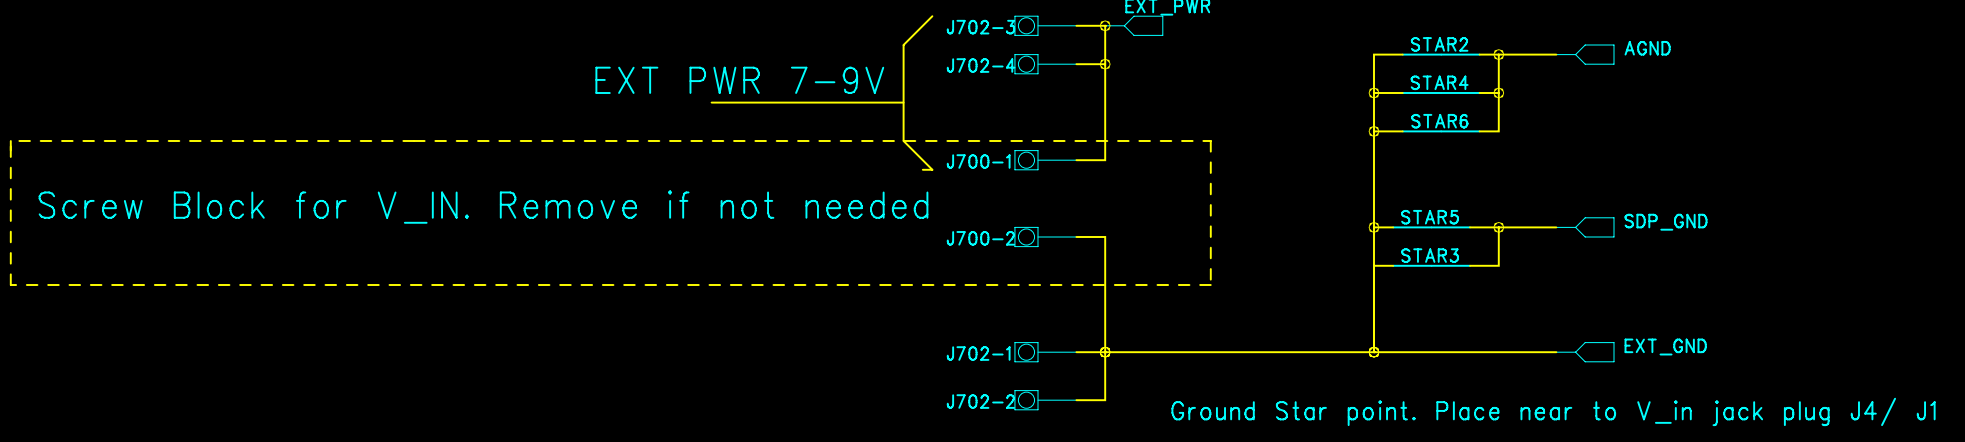 EXT_PWR
J702-3
J702-4
EXT PWR 7-9V
J700-1
Screw Block for V_IN. Remove if not needed
J700-2
J702-1
J702-2
STAR2
AGND
STAR4
STAR6
STAR5
SDP_GND
STAR3
EXT_GND
Ground Star point. Place near to V_in jack plug J4/ J1